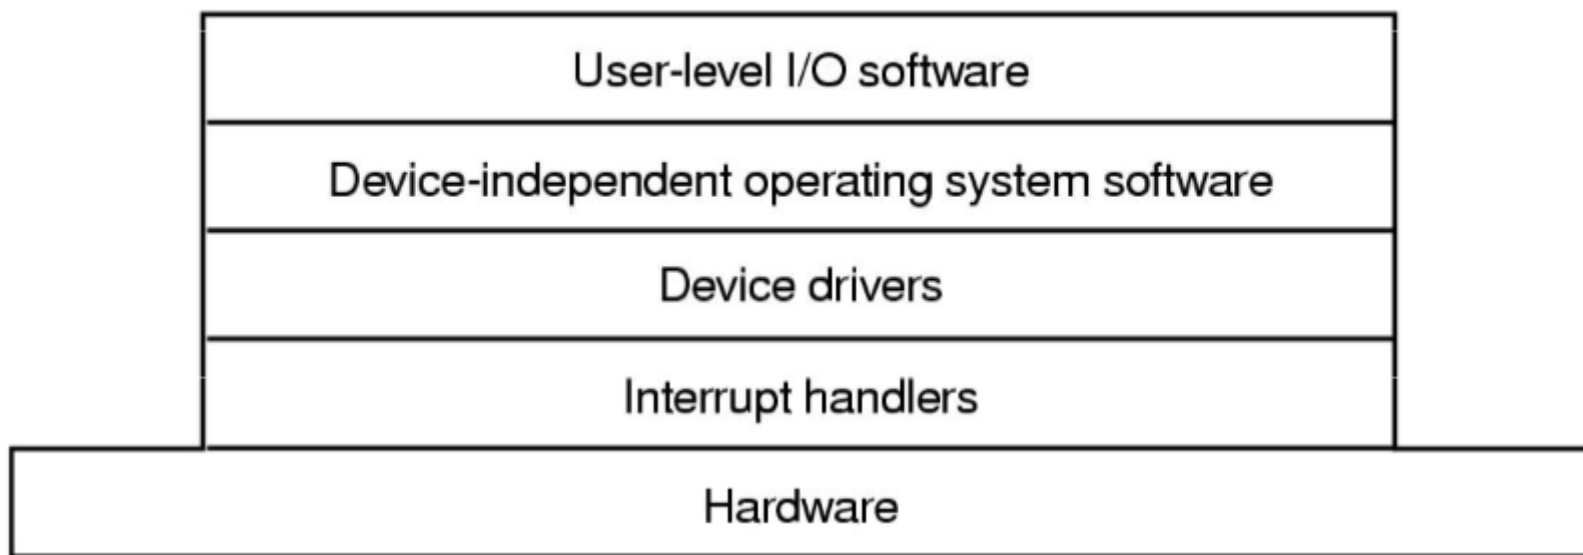 User-level I/O software
Device-independent operating system software
Device drivers
Interrupt handlers
Hardware